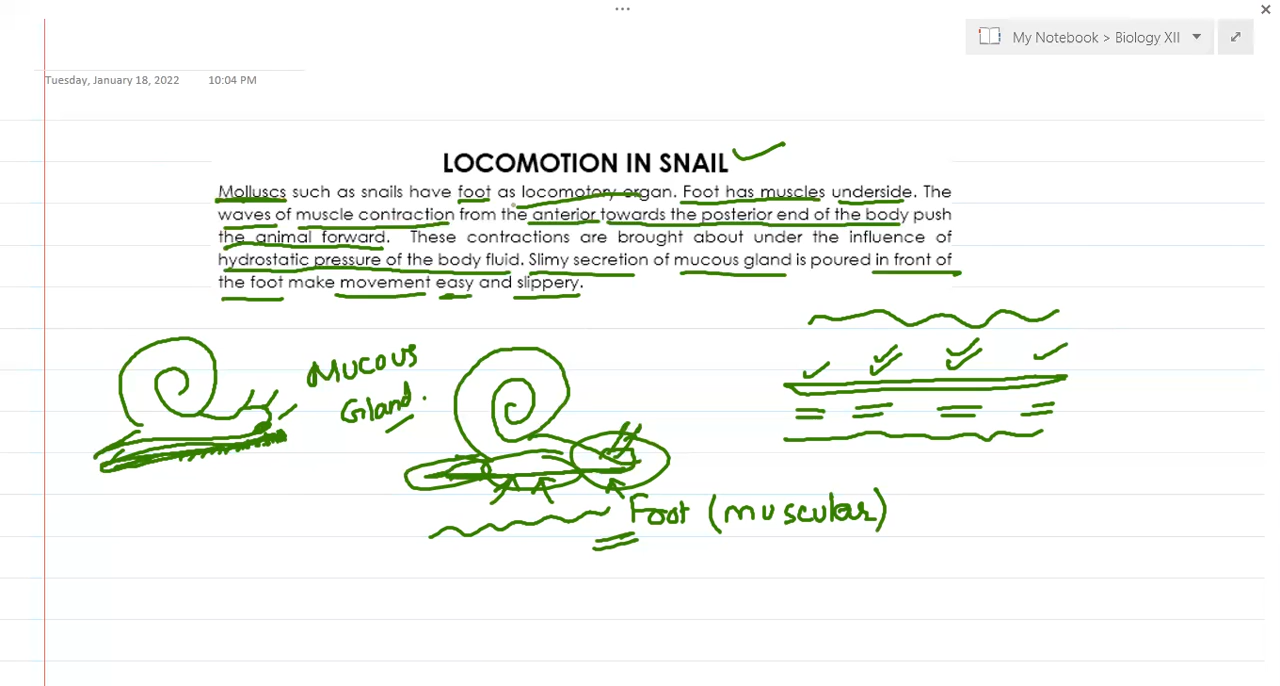 My Notebook > Biology XII
Tuesday, January 18, 2022 10:04 PM
LOCOMOTION IN SNAIL
Molluscs such as snails have foot as locomotory organ. Foot has muscles underside. The
waves of muscle contraction from the anterior towards the posterior end of the body push
the animal forward. These contractions are brought about under the influence of
hydrostatic pressure of the body fluid. Slimy secretion of mucous gland is poured in front of
the foot make movement easy and slippery.
Mucous
Gland.
Foot (muscular)